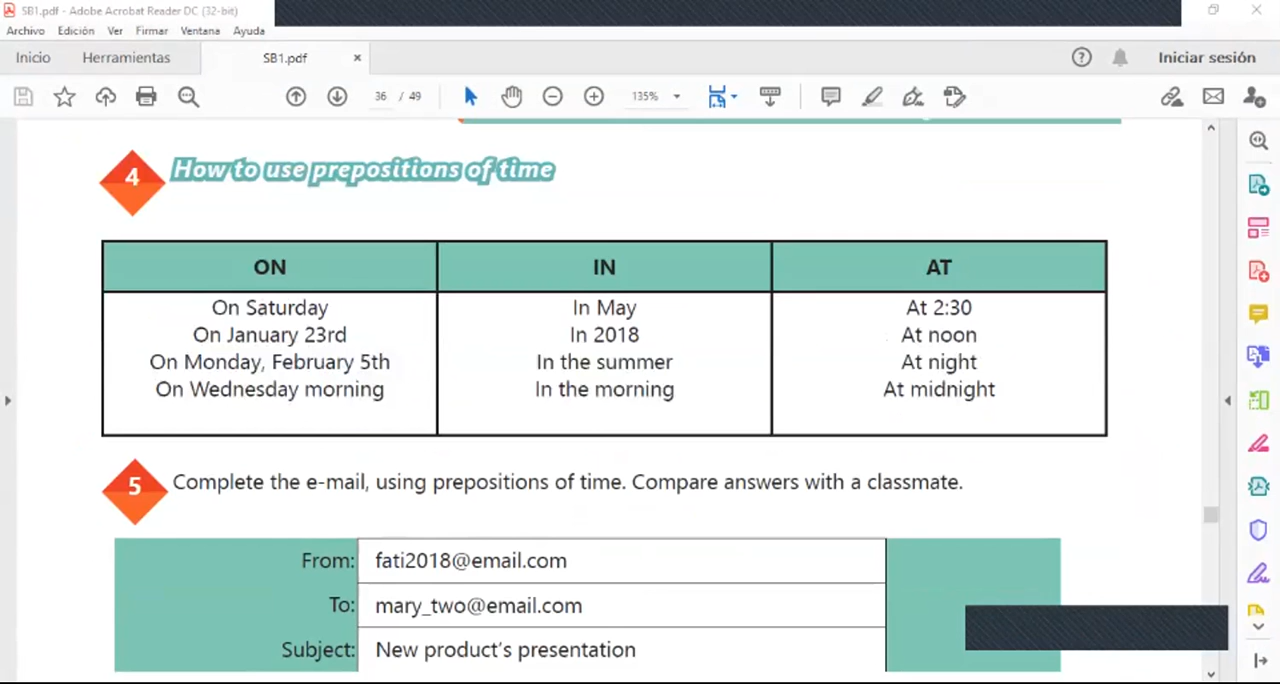 SB1.pdf - Adobe Acrobat Reader DC (32-bit)
Archivo Edición Ver Firmar Ventana Ayuda
Inicio Herramientas SB1.pdf × Iniciar sesión
36 / 49 135%
4 How to use prepositions of time
ON IN AT
On Saturday In May At 2:30
On January 23rd In 2018 At noon
On Monday, February 5th In the summer At night
On Wednesday morning In the morning At midnight
5 Complete the e-mail, using prepositions of time. Compare answers with a classmate.
From: fati2018@email.com
To: mary_two@email.com
Subject: New product's presentation